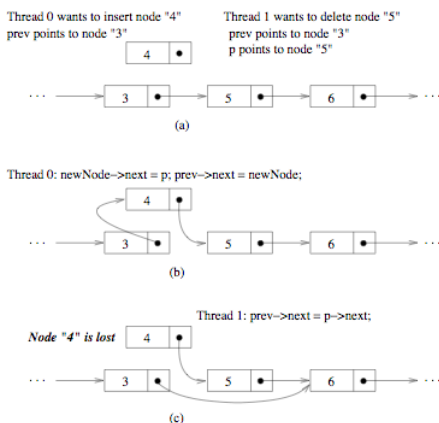 Thread 0 wants to insert node "4"
prev points to node "3"
Thread 1 wants to delete node "5"
prev points to node "3"
p points to node "5"
4
... 3 5 6 ...
(a)
Thread 0: newNode->next = p; prev->next = newNode;
4
... 3 5 6 ...
(b)
Thread 1: prev->next = p->next;
Node "4" is lost 4
... 3 5 6 ...
(c)